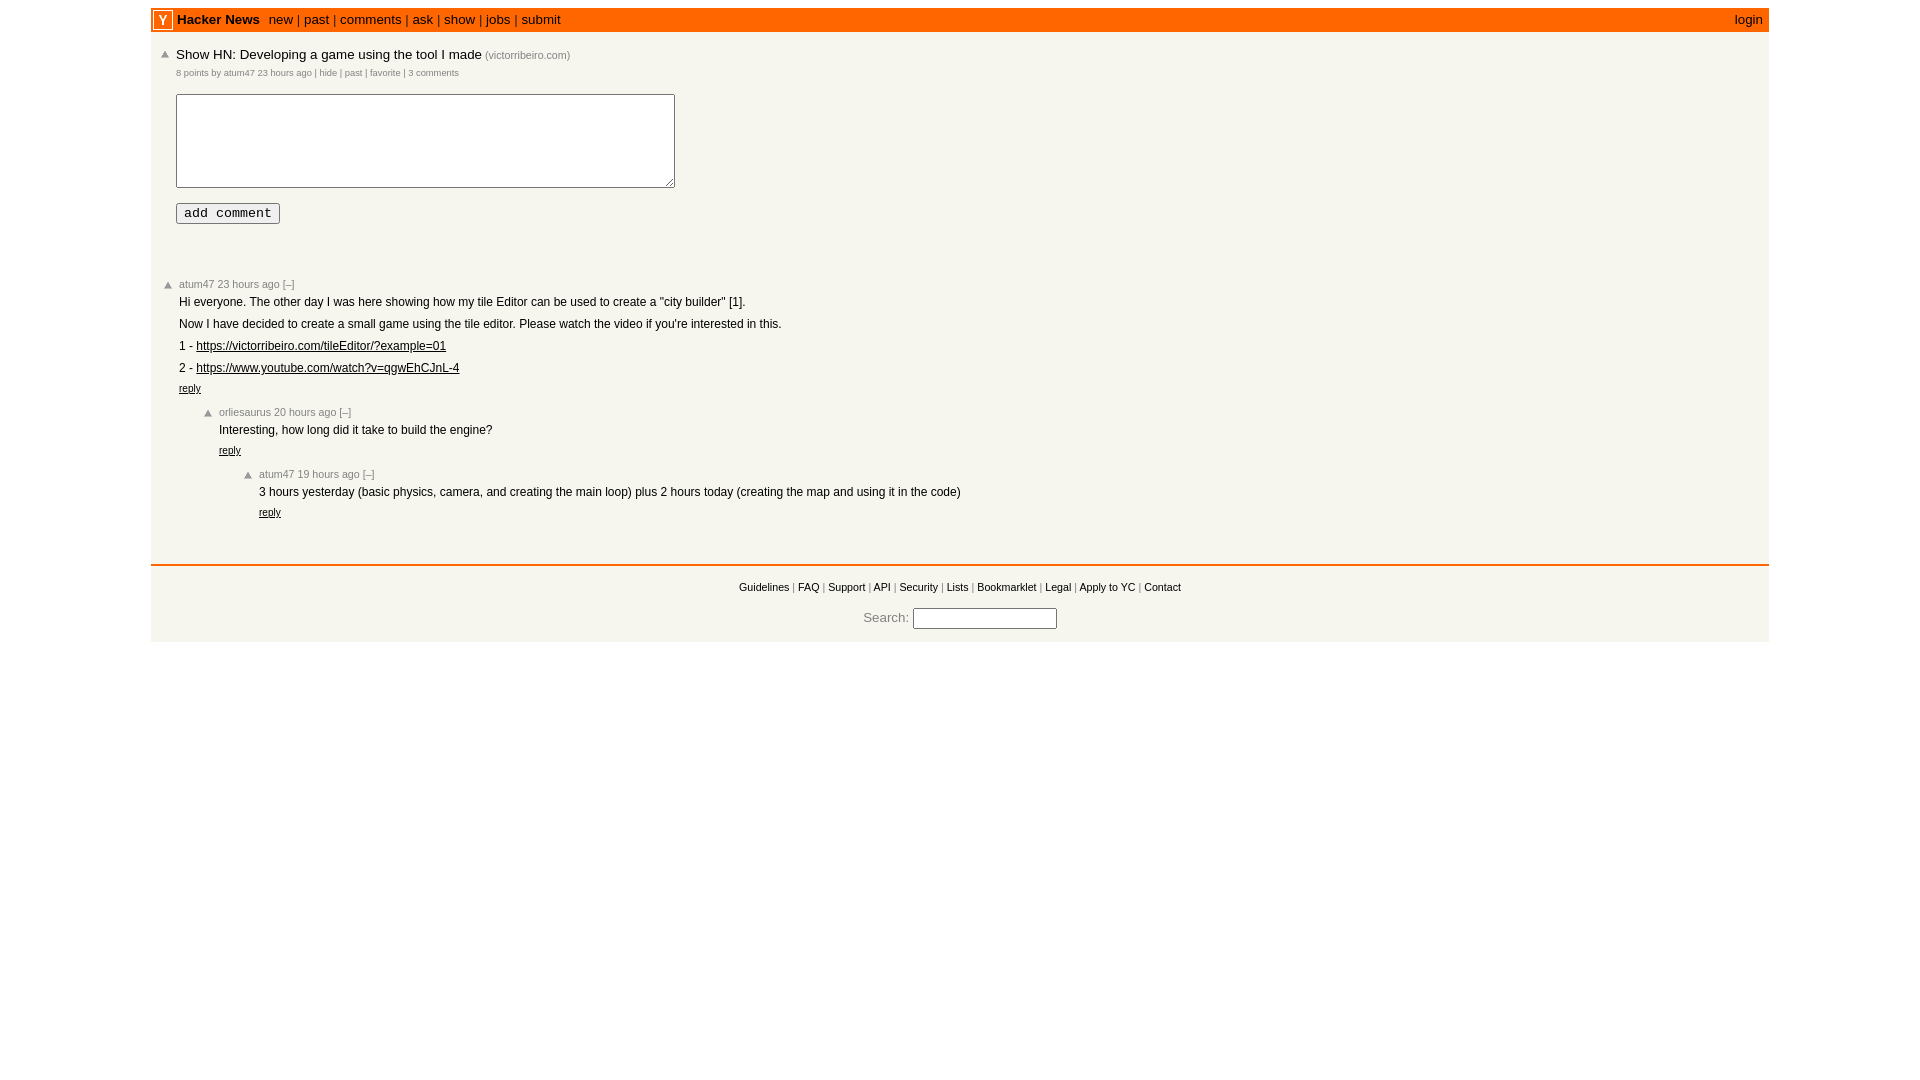 Y Hacker News new | past | comments | ask | show | jobs | submit login
Show HN: Developing a game using the tool I made (victorribeiro.com)
8 points by atum47 23 hours ago | hide | past | favorite | 3 comments
add comment
atum47 23 hours ago [–]
Hi everyone. The other day I was here showing how my tile Editor can be used to create a "city builder" [1].
Now I have decided to create a small game using the tile editor. Please watch the video if you're interested in this.
1 - https://victorribeiro.com/tileEditor/?example=01
2 - https://www.youtube.com/watch?v=qgwEhCJnL-4
reply
orliesaurus 20 hours ago [–]
Interesting, how long did it take to build the engine?
reply
atum47 19 hours ago [–]
3 hours yesterday (basic physics, camera, and creating the main loop) plus 2 hours today (creating the map and using it in the code)
reply
Guidelines | FAQ | Support | API | Security | Lists | Bookmarklet | Legal | Apply to YC | Contact
Search: